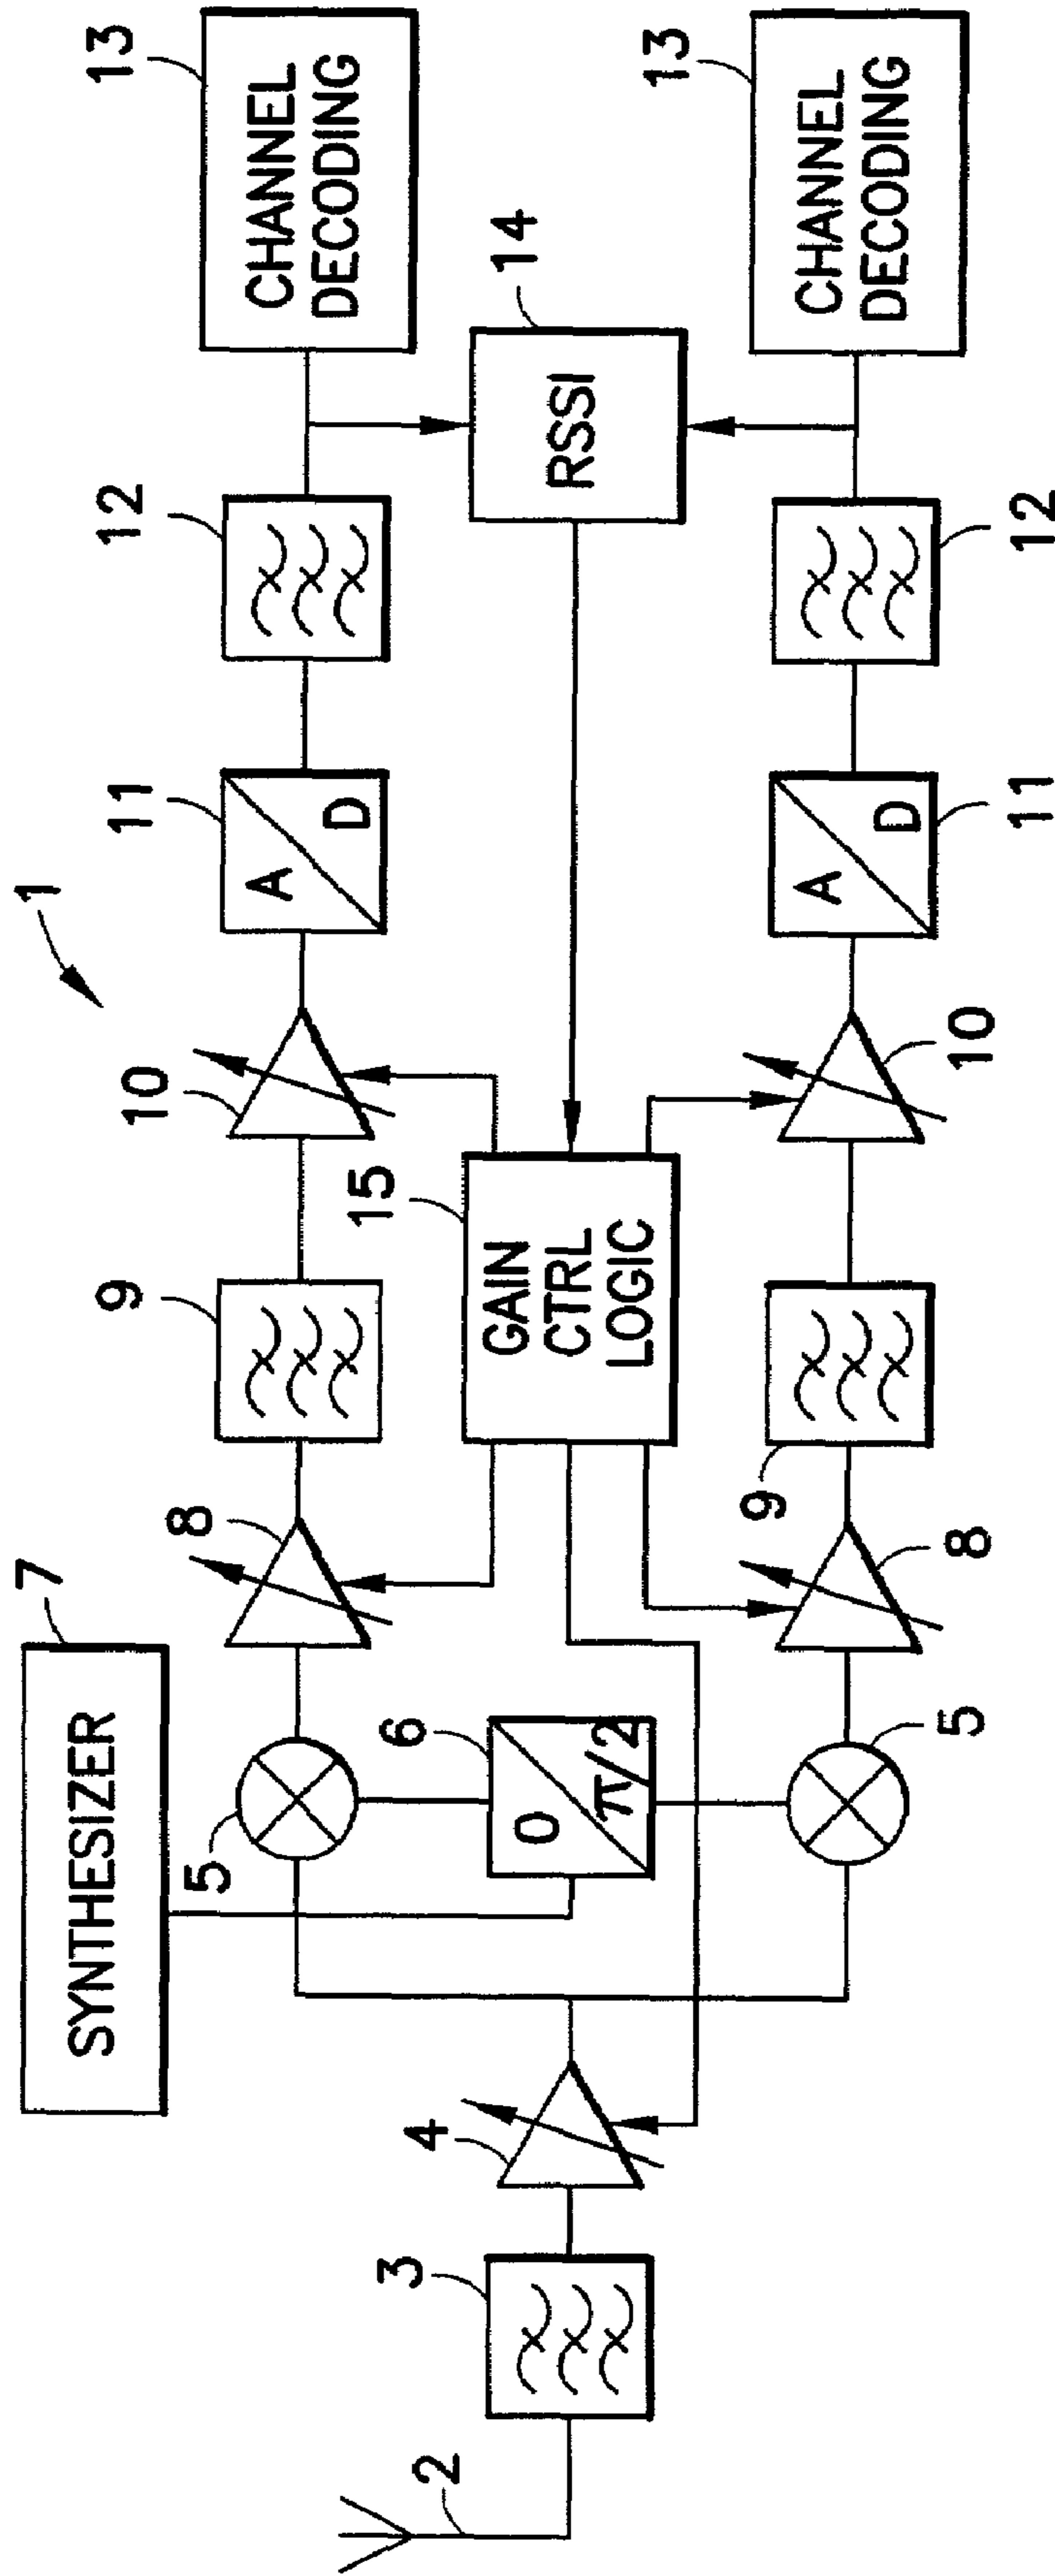 1
SYNTHESIZER
7
8
9
10
11
12
13
CHANNEL
DECODING
5
6
0
π/2
15
GAIN
CTRL
LOGIC
A
D
14
RSSI
2
3
4
5
8
9
10
A
D
11
12
13
CHANNEL
DECODING